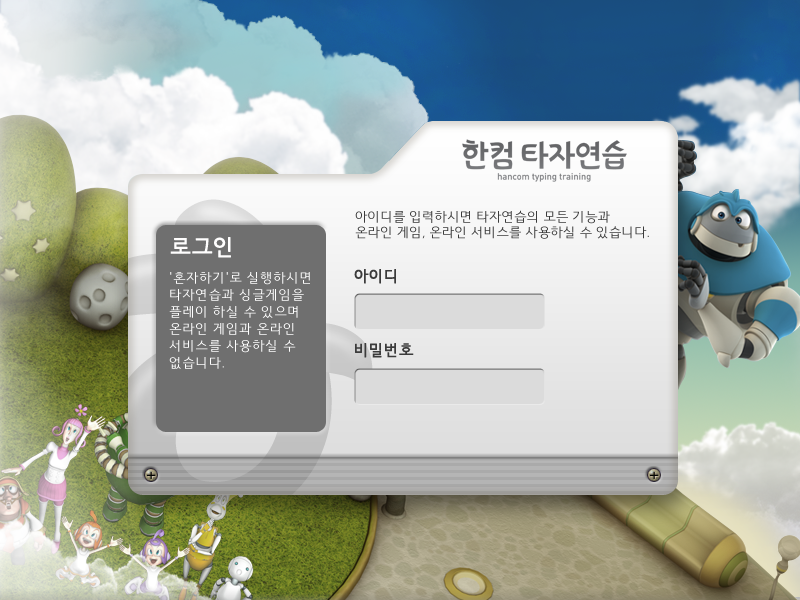 한컴 타자연습
hancom typing training
아이디를 입력하시면 타자연습의 모든 기능과
온라인 게임, 온라인 서비스를 사용하실 수 있습니다.
로그인
'혼자하기'로 실행하시면
타자연습과 싱글게임을
플레이 하실 수 있으며
온라인 게임과 온라인
서비스를 사용하실 수
없습니다.
아이디
비밀번호